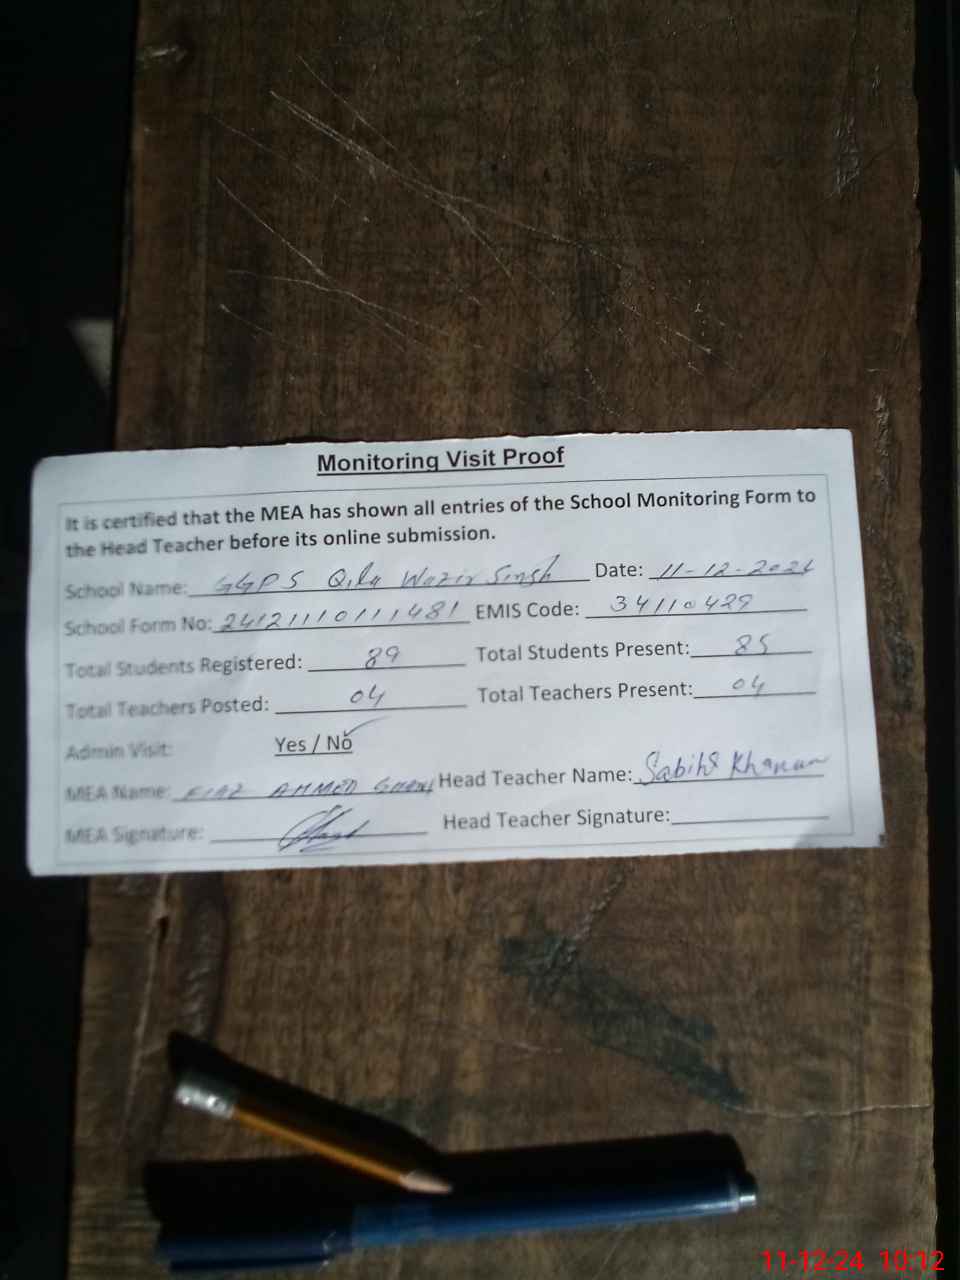 Monitoring Visit Proof
It is certified that the MEA has shown all entries of the School Monitoring Form to
the Head Teacher before its online submission.
School Name: GGPS Qila Wazir Singh Date: 11-12-2024
School Form No: 24121110111481 EMIS Code: 34110429
Total Students Registered: 89 Total Students Present: 85
Total Teachers Posted: 04 Total Teachers Present: 04
Admin Visit: Yes / No
MEA Name: AHMED Head Teacher Name: Sabiha Khanam
MEA Signature: Head Teacher Signature:
11-12-24 10:12